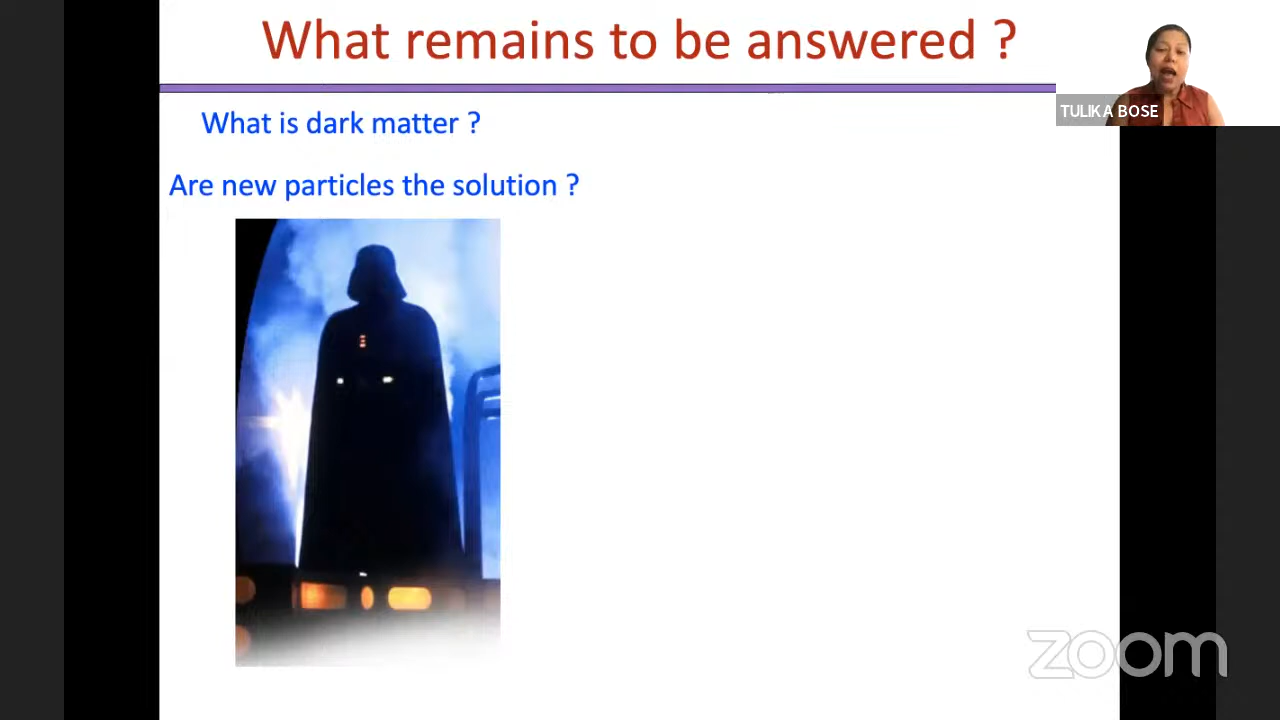 What remains to be answered ?
TULIKA BOSE
What is dark matter ?
Are new particles the solution ?
zoom